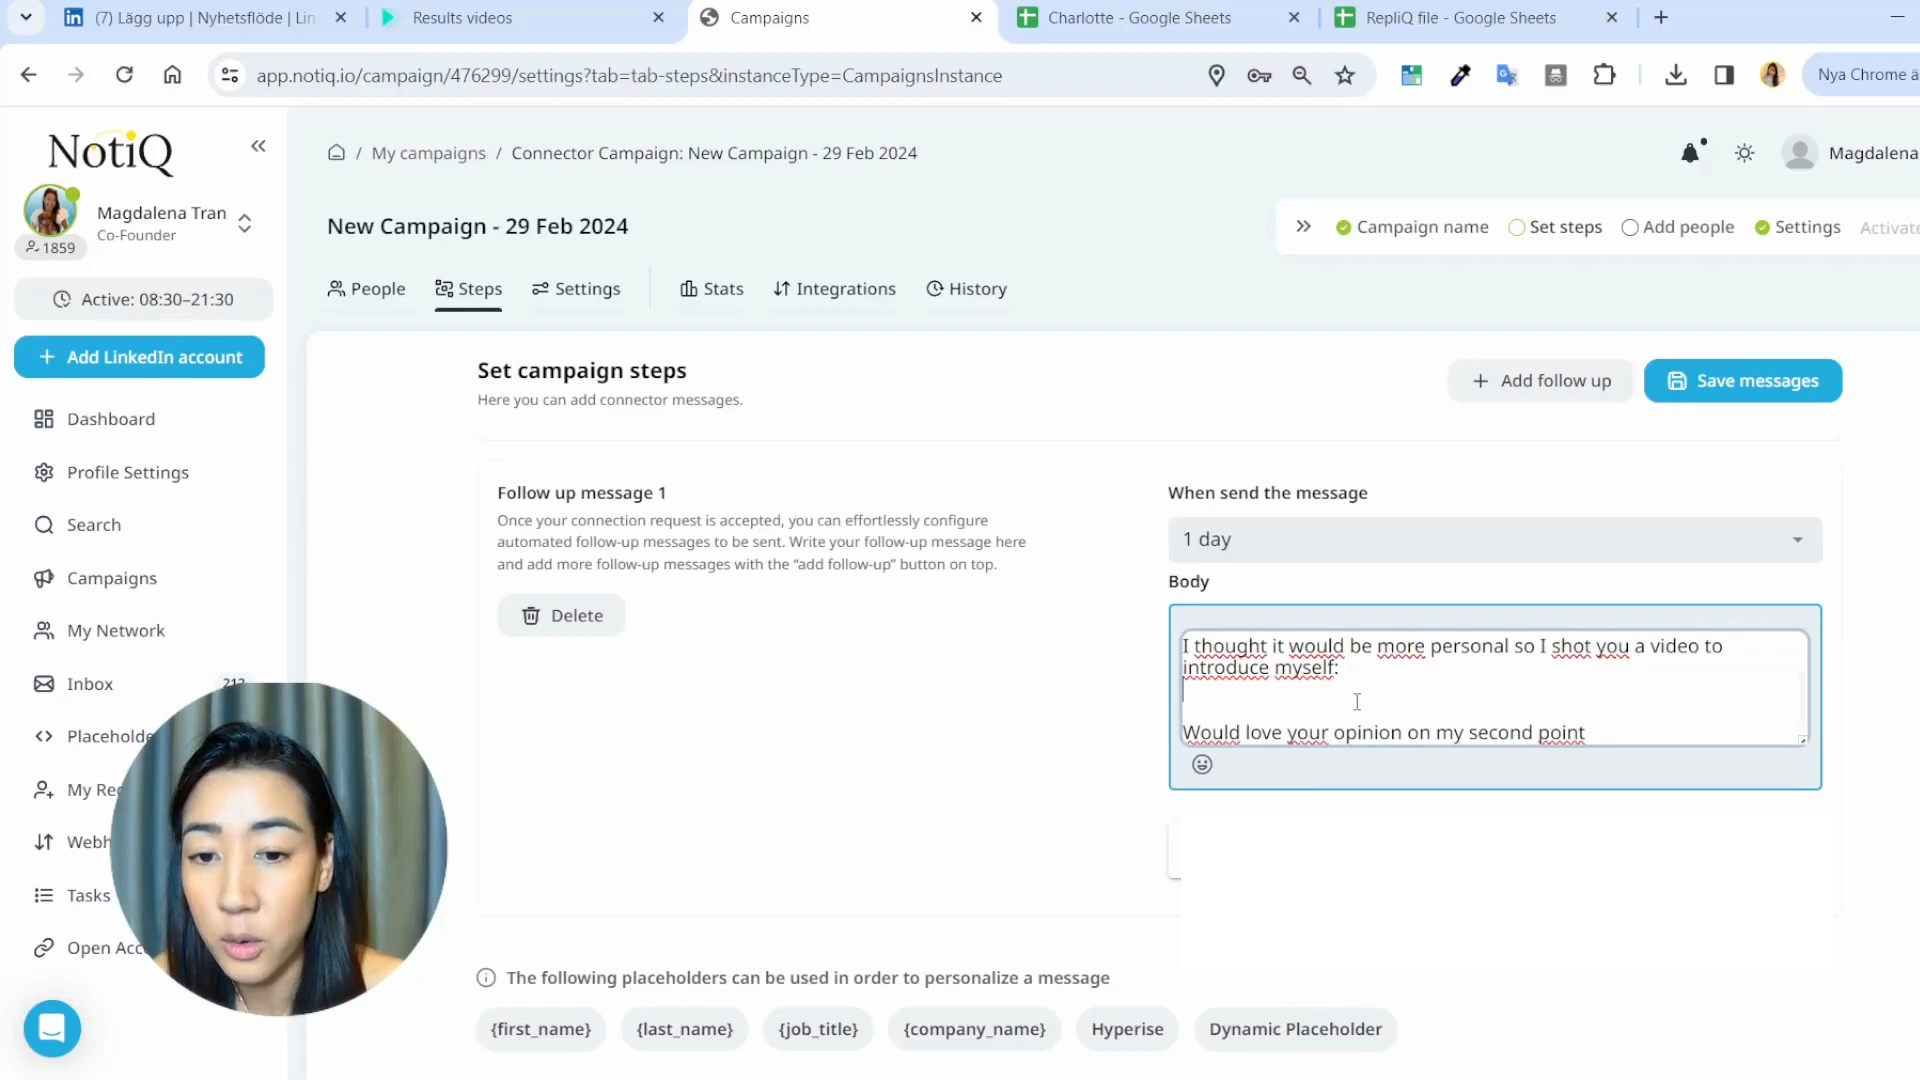 (7) Lägg upp | Nyhetsflöde | Lin
Results videos
Campaigns
Charlotte - Google Sheets
RepliQ file - Google Sheets
app.notiq.io/campaign/476299/settings?tab=tab-steps&instanceType=CampaignsInstance
Nya Chrome ä
NotiQ
Magdalena Tran
Co-Founder
1859
Active: 08:30–21:30
+ Add LinkedIn account
Dashboard
Profile Settings
Search
Campaigns
My Network
Inbox
Placeholde
My Re
Webh
Tasks
Open Acc
/ My campaigns / Connector Campaign: New Campaign - 29 Feb 2024
Magdalena
New Campaign - 29 Feb 2024
Campaign name
Set steps
Add people
Settings
Activate
People
Steps
Settings
Stats
Integrations
History
Set campaign steps
Here you can add connector messages.
+ Add follow up
Save messages
Follow up message 1
Once your connection request is accepted, you can effortlessly configure
automated follow-up messages to be sent. Write your follow-up message here
and add more follow-up messages with the “add follow-up” button on top.
Delete
When send the message
1 day
Body
I thought it would be more personal so I shot you a video to
introduce myself:
Would love your opinion on my second point
The following placeholders can be used in order to personalize a message
{first_name}
{last_name}
{job_title}
{company_name}
Hyperise
Dynamic Placeholder